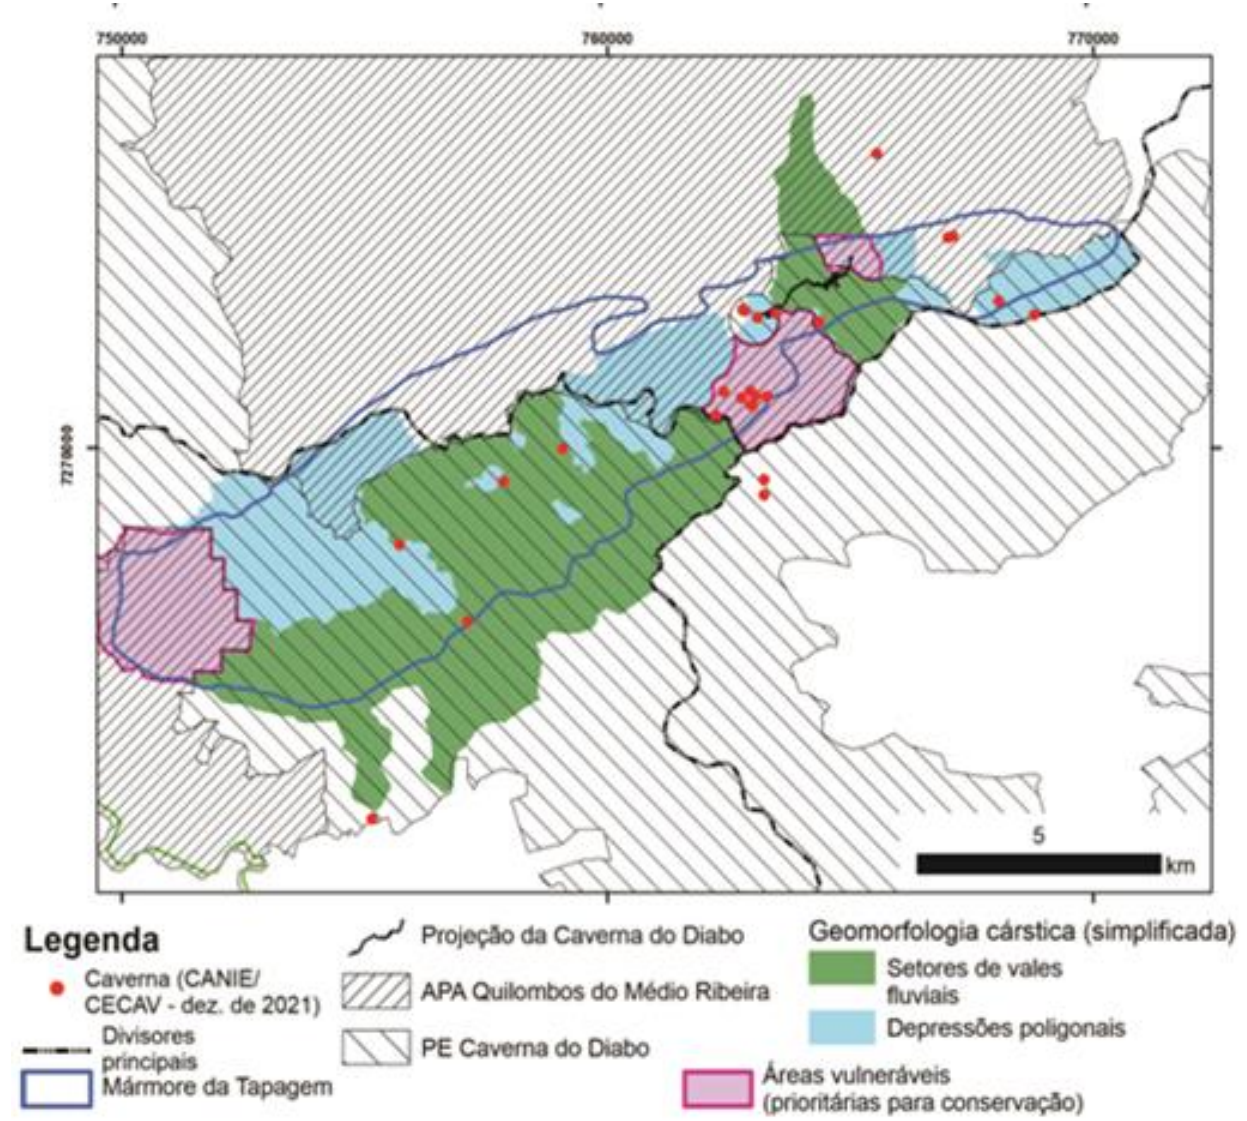 750000
760000
770000
7270000
5
km
Legenda
Caverna (CANIE/
CECAV - dez. de 2021)
Divisores
principais
Mármore da Tapagem
Projeção da Caverna do Diabo
APA Quilombos do Médio Ribeira
PE Caverna do Diabo
Geomorfologia cárstica (simplificada)
Setores de vales
fluviais
Depressões poligonais
Áreas vulneráveis
(prioritárias para conservação)